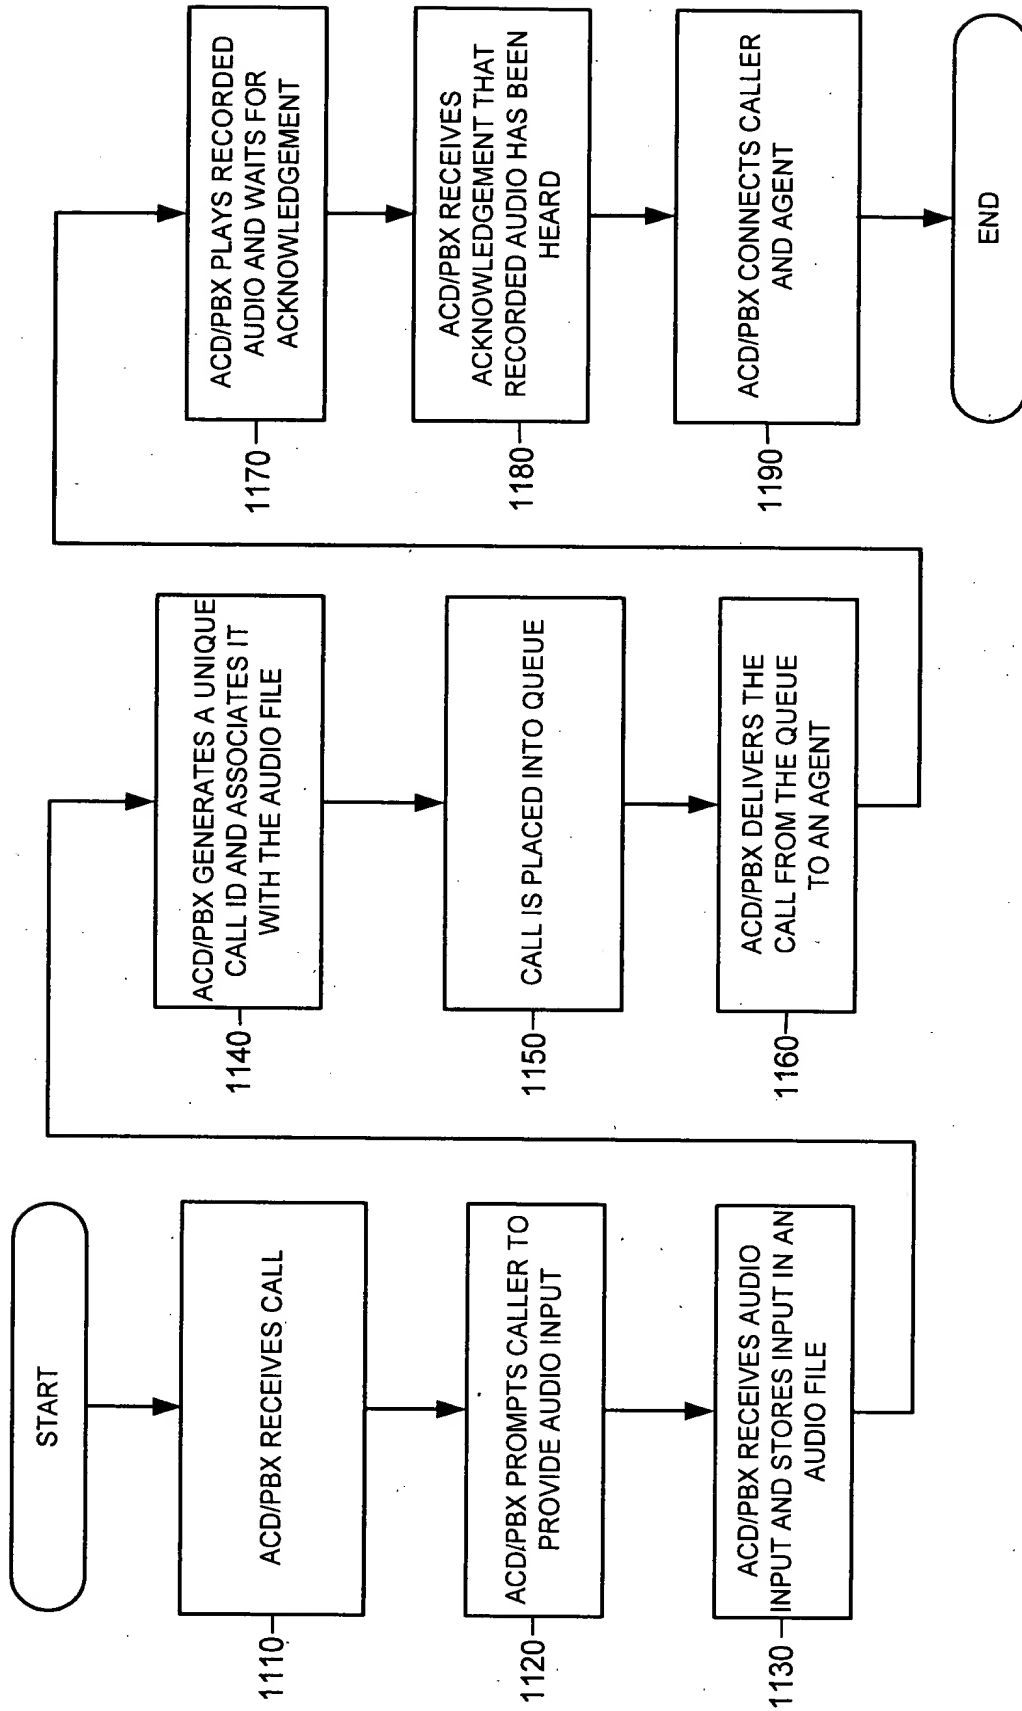 START
1110
ACD/PBX RECEIVES CALL
1120
ACD/PBX PROMPTS CALLER TO
PROVIDE AUDIO INPUT
1130
ACD/PBX RECEIVES AUDIO
INPUT AND STORES INPUT IN AN
AUDIO FILE
1140
ACD/PBX GENERATES A UNIQUE
CALL ID AND ASSOCIATES IT
WITH THE AUDIO FILE
1150
CALL IS PLACED INTO QUEUE
1160
ACD/PBX DELIVERS THE
CALL FROM THE QUEUE
TO AN AGENT
1170
ACD/PBX PLAYS RECORDED
AUDIO AND WAITS FOR
ACKNOWLEDGEMENT
1180
ACD/PBX RECEIVES
ACKNOWLEDGEMENT THAT
RECORDED AUDIO HAS BEEN
HEARD
1190
ACD/PBX CONNECTS CALLER
AND AGENT
END